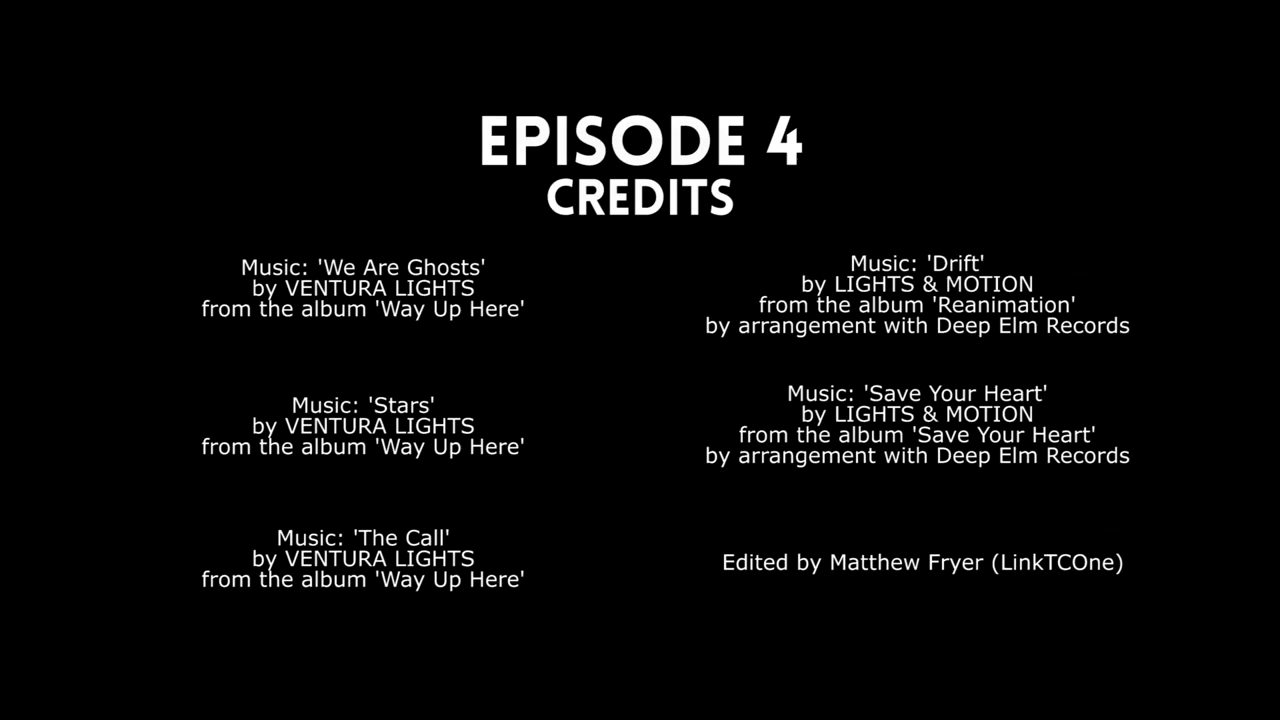 EPISODE 4
CREDITS
Music: 'We Are Ghosts'
by VENTURA LIGHTS
from the album 'Way Up Here'
Music: 'Stars'
by VENTURA LIGHTS
from the album 'Way Up Here'
Music: 'The Call'
by VENTURA LIGHTS
from the album 'Way Up Here'
Music: 'Drift'
by LIGHTS & MOTION
from the album 'Reanimation'
by arrangement with Deep Elm Records
Music: 'Save Your Heart'
by LIGHTS & MOTION
from the album 'Save Your Heart'
by arrangement with Deep Elm Records
Edited by Matthew Fryer (LinkTCOne)